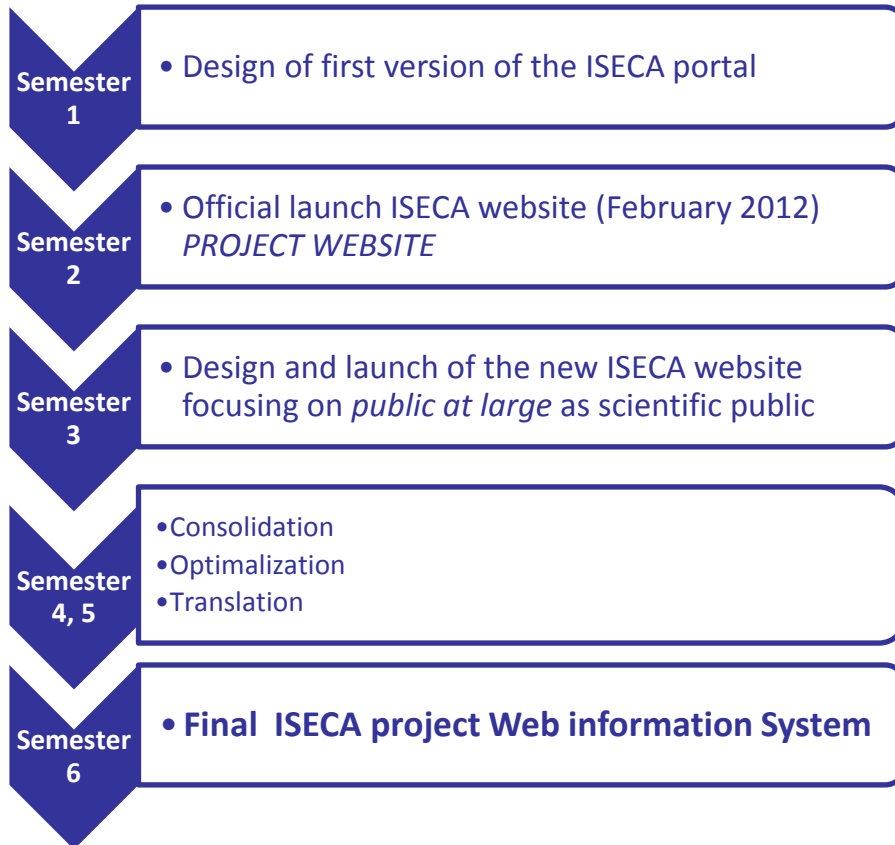 Semester
1
• Design of first version of the ISECA portal
Semester
2
• Official launch ISECA website (February 2012)
PROJECT WEBSITE
Semester
3
• Design and launch of the new ISECA website
focusing on public at large as scientific public
Semester
4, 5
•Consolidation
•Optimalization
•Translation
Semester
6
• Final ISECA project Web information System